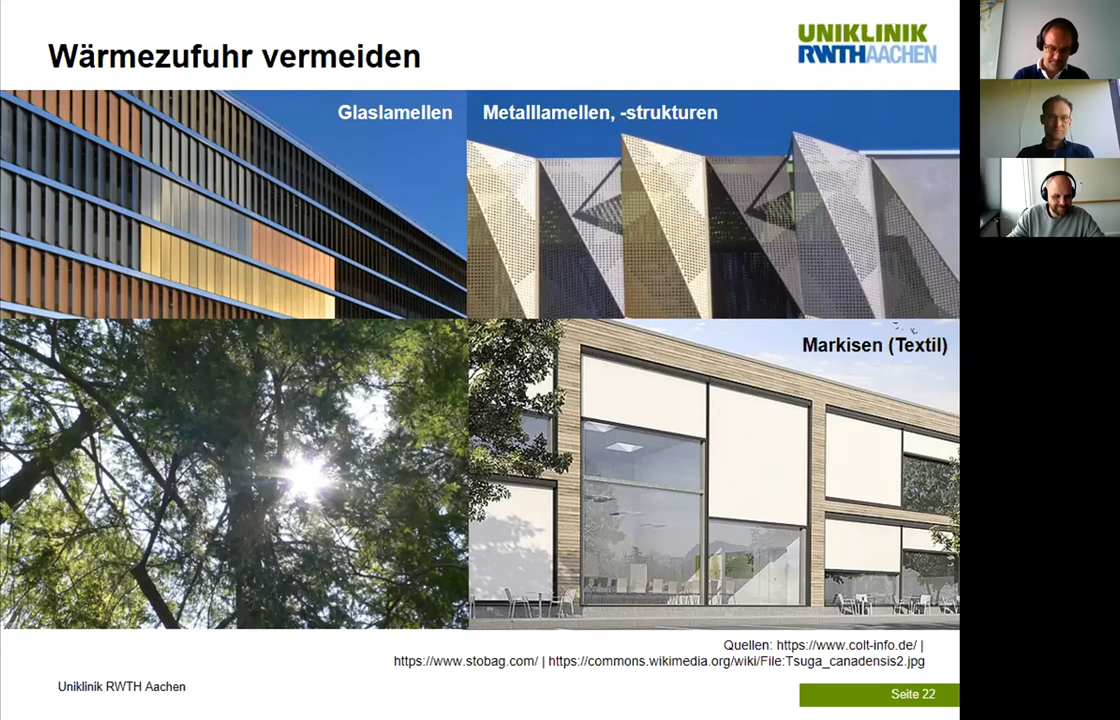 Wärmezufuhr vermeiden
UNIKLINIK
RWTHAACHEN
Glaslamellen
Metalllamellen, -strukturen
Markisen (Textil)
Quellen: https://www.colt-info.de/ |
https://www.stobag.com/ | https://commons.wikimedia.org/wiki/File:Tsuga_canadensis2.jpg
Uniklinik RWTH Aachen
Seite 22